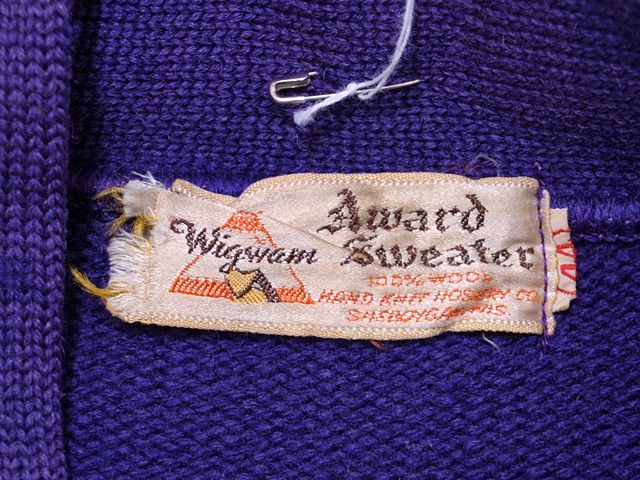 Wigwam
Award
Sweater
100% WOOL
HAND KNIT HOSIERY CO
SHEBOYGAN, WIS.